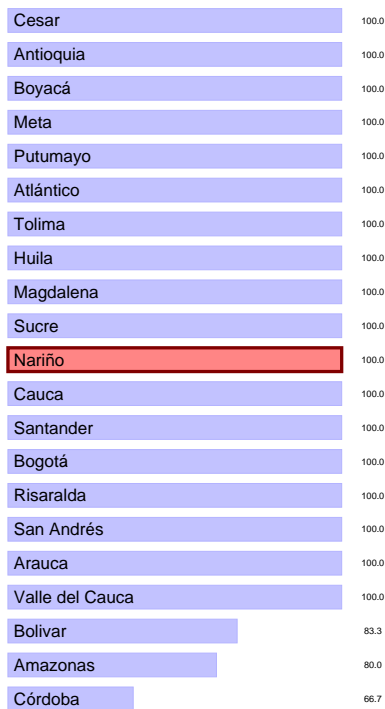 Cesar 100.0
Antioquia 100.0
Boyacá 100.0
Meta 100.0
Putumayo 100.0
Atlántico 100.0
Tolima 100.0
Huila 100.0
Magdalena 100.0
Sucre 100.0
Nariño 100.0
Cauca 100.0
Santander 100.0
Bogotá 100.0
Risaralda 100.0
San Andrés 100.0
Arauca 100.0
Valle del Cauca 100.0
Bolivar 83.3
Amazonas 80.0
Córdoba 66.7